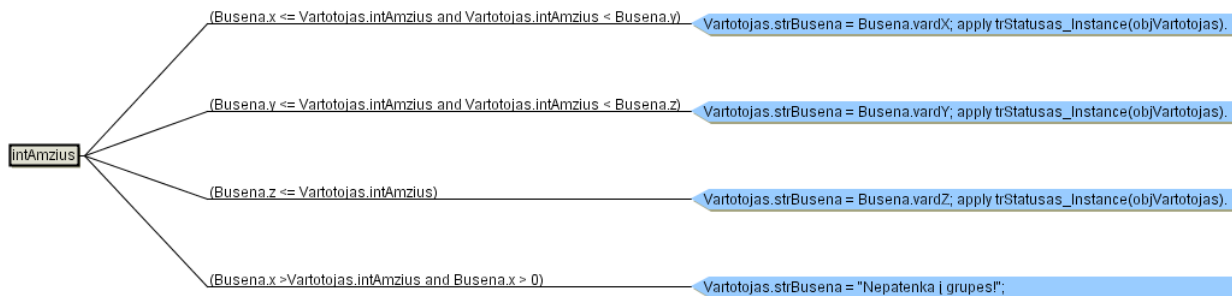 (Busena.x <= Vartotojas.intAmzius and Vartotojas.intAmzius < Busena.y)
Vartotojas.strBusena = Busena.vardX; apply trStatusas_Instance(objVartotojas).
(Busena.y <= Vartotojas.intAmzius and Vartotojas.intAmzius < Busena.z)
Vartotojas.strBusena = Busena.vardY; apply trStatusas_Instance(objVartotojas).
intAmzius
(Busena.z <= Vartotojas.intAmzius)
Vartotojas.strBusena = Busena.vardZ; apply trStatusas_Instance(objVartotojas).
(Busena.x >Vartotojas.intAmzius and Busena.x > 0)
Vartotojas.strBusena = "Nepatenka į grupes!";